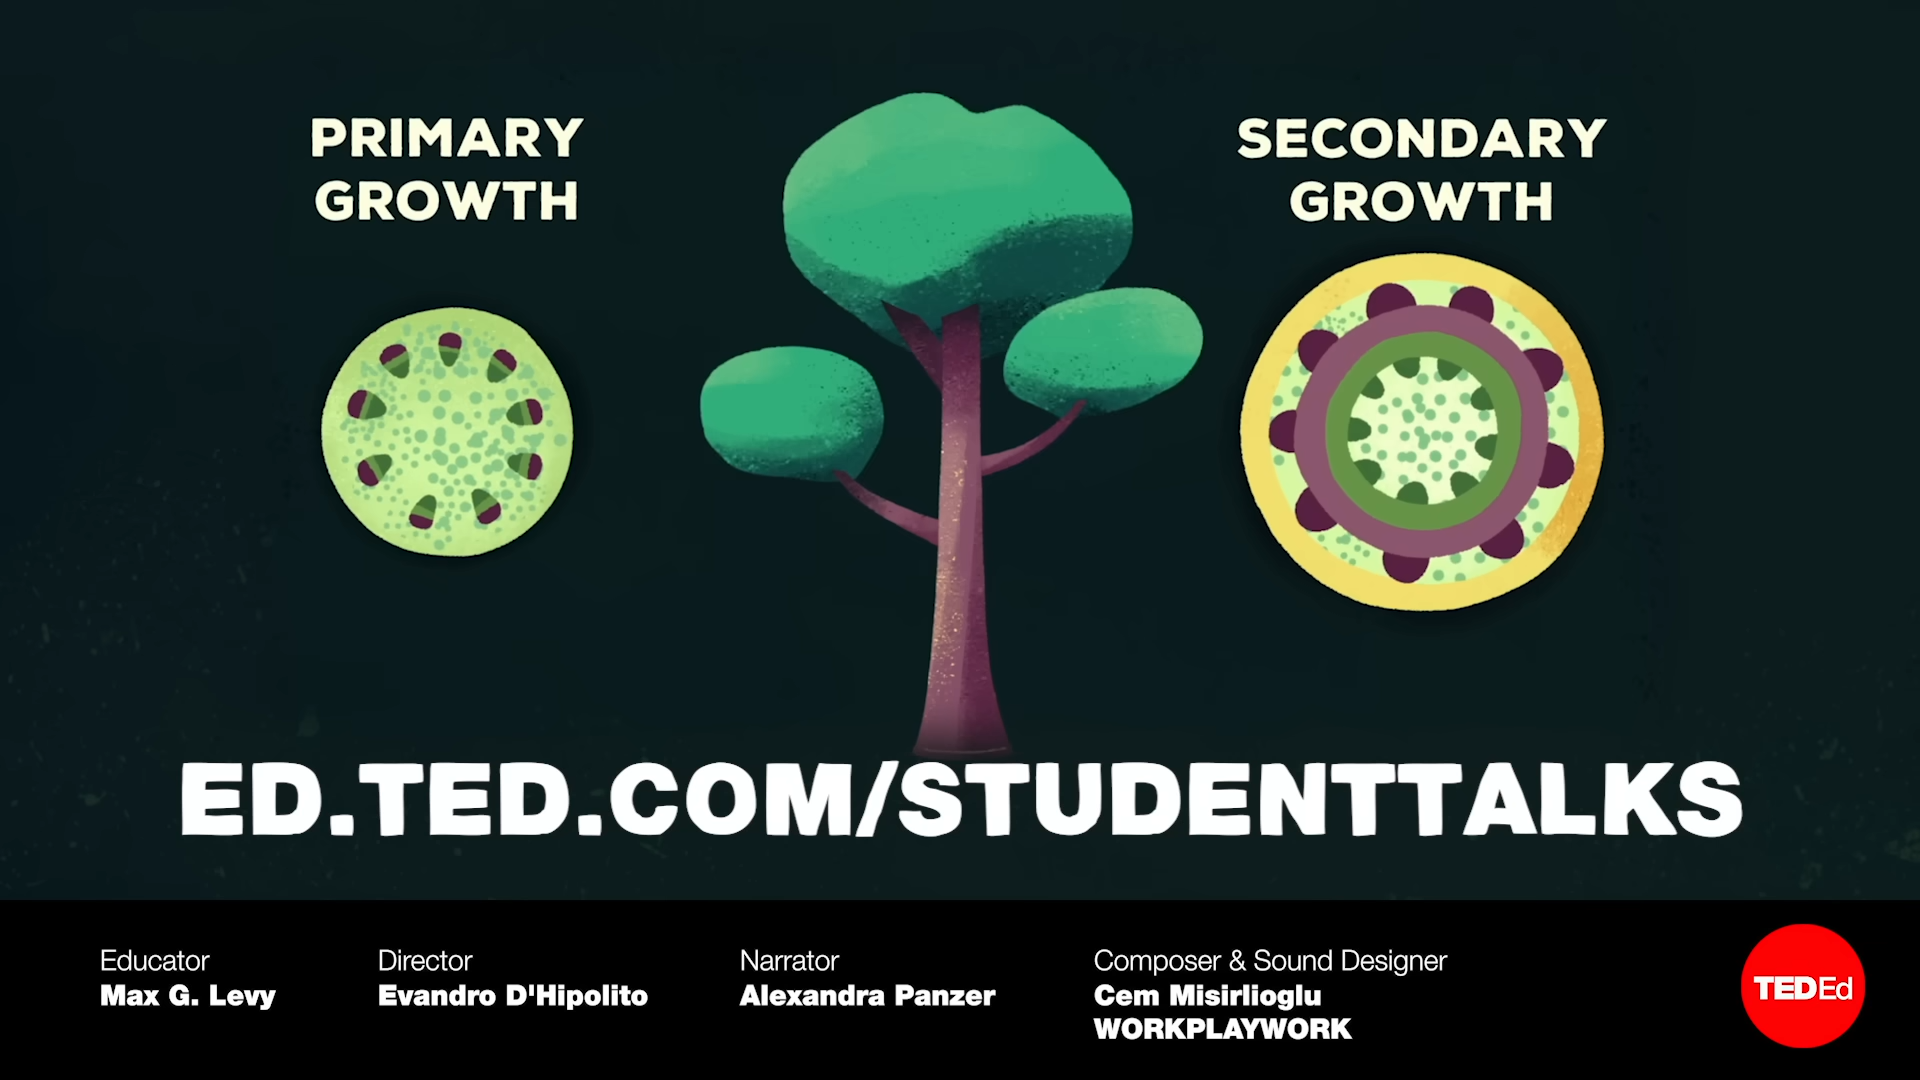 PRIMARY
GROWTH
SECONDARY
GROWTH
ED.TED.COM/STUDENTTALKS
Educator
Max G. Levy
Director
Evandro D'Hipolito
Narrator
Alexandra Panzer
Composer & Sound Designer
Cem Misirlioglu
WORKPLAYWORK
TEDEd